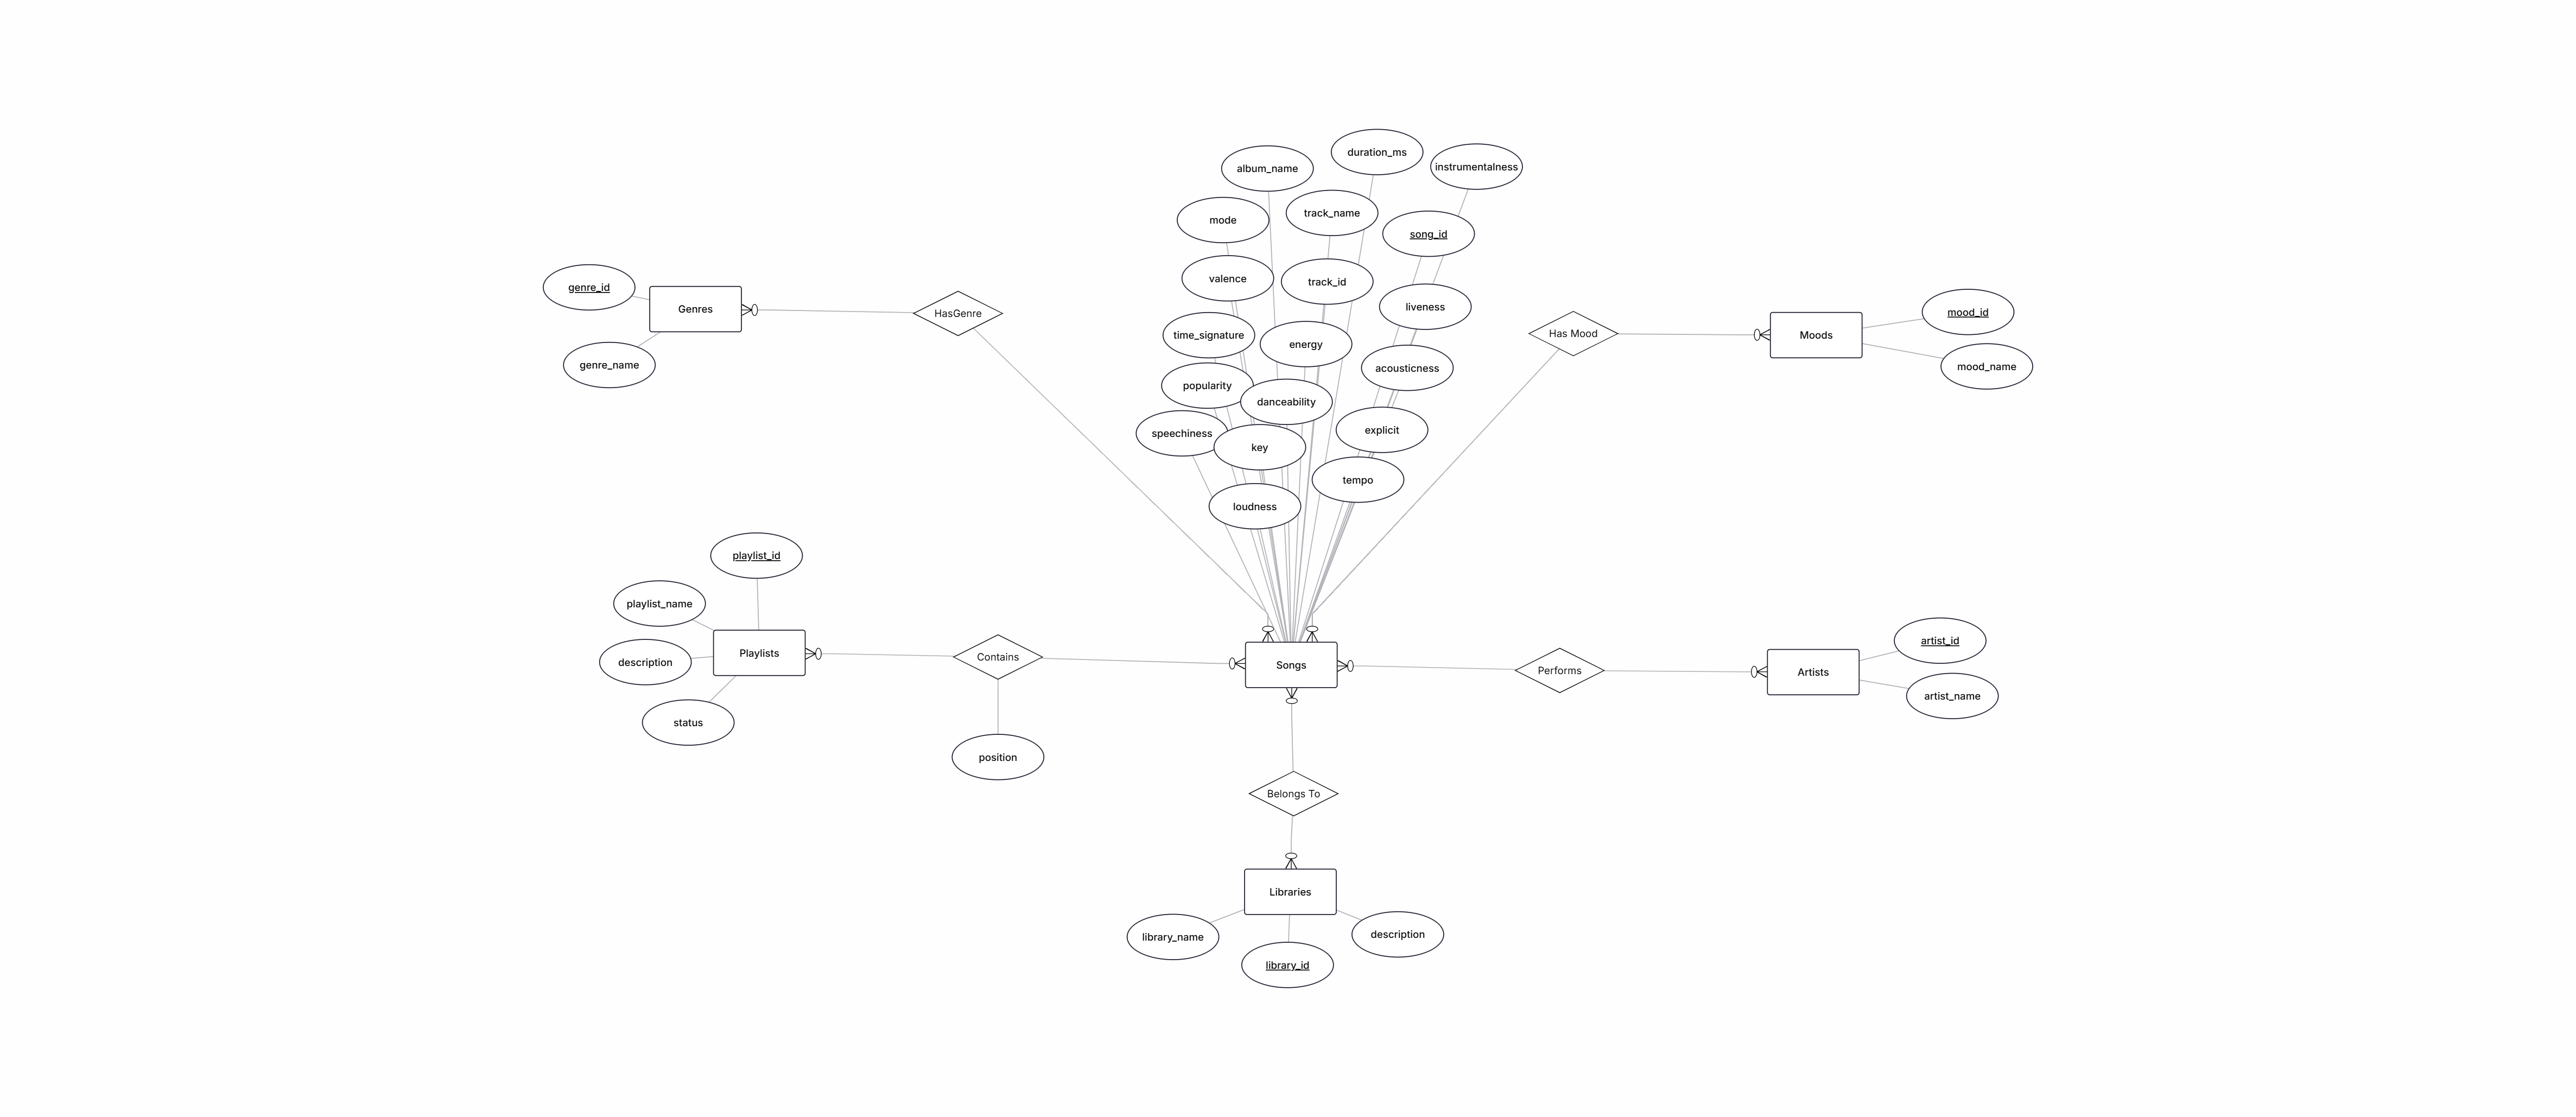 duration_ms
instrumentalness
album_name
track_name
mode
song_id
valence
track_id
genre_id
Genres
HasGenre
liveness
mood_id
Has Mood
Moods
time_signature
energy
genre_name
mood_name
acousticness
popularity
danceability
explicit
speechiness
key
tempo
loudness
playlist_id
playlist_name
artist_id
Playlists
Contains
description
Songs
Performs
Artists
artist_name
status
position
Belongs To
Libraries
library_name
description
library_id